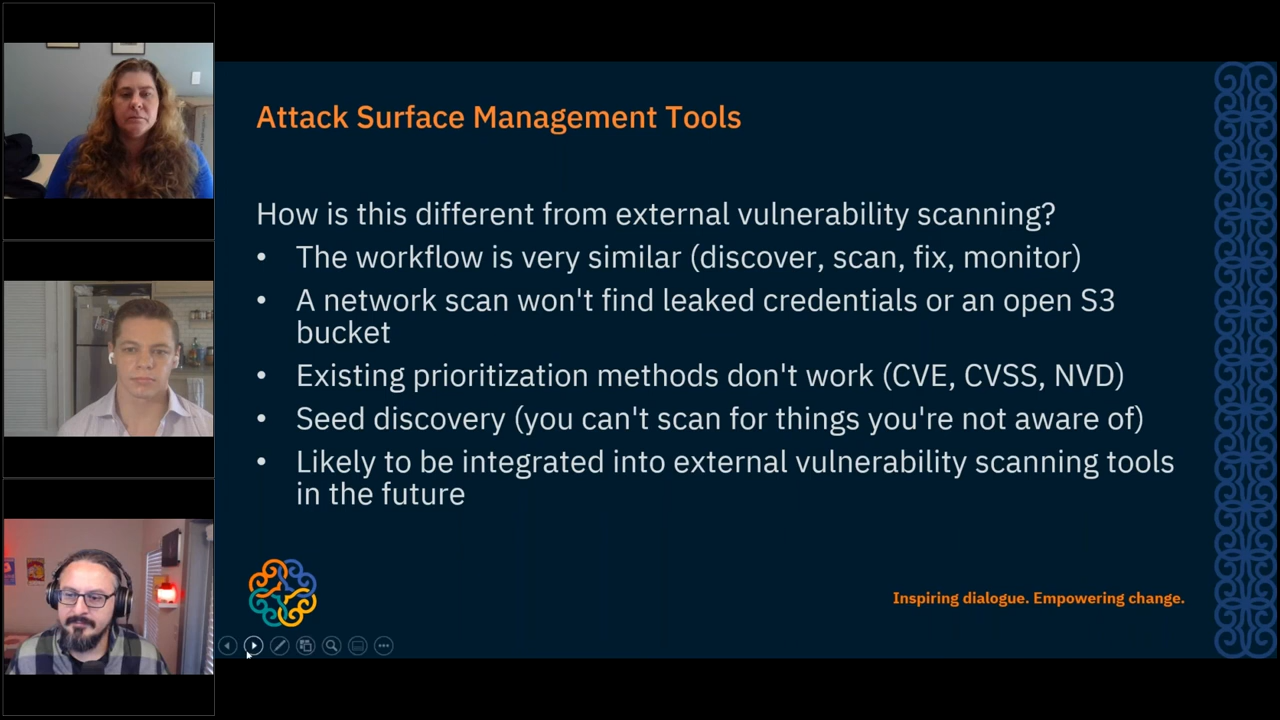 Attack Surface Management Tools
How is this different from external vulnerability scanning?
• The workflow is very similar (discover, scan, fix, monitor)
• A network scan won't find leaked credentials or an open S3
bucket
• Existing prioritization methods don't work (CVE, CVSS, NVD)
• Seed discovery (you can't scan for things you're not aware of)
• Likely to be integrated into external vulnerability scanning tools
in the future
Inspiring dialogue. Empowering change.